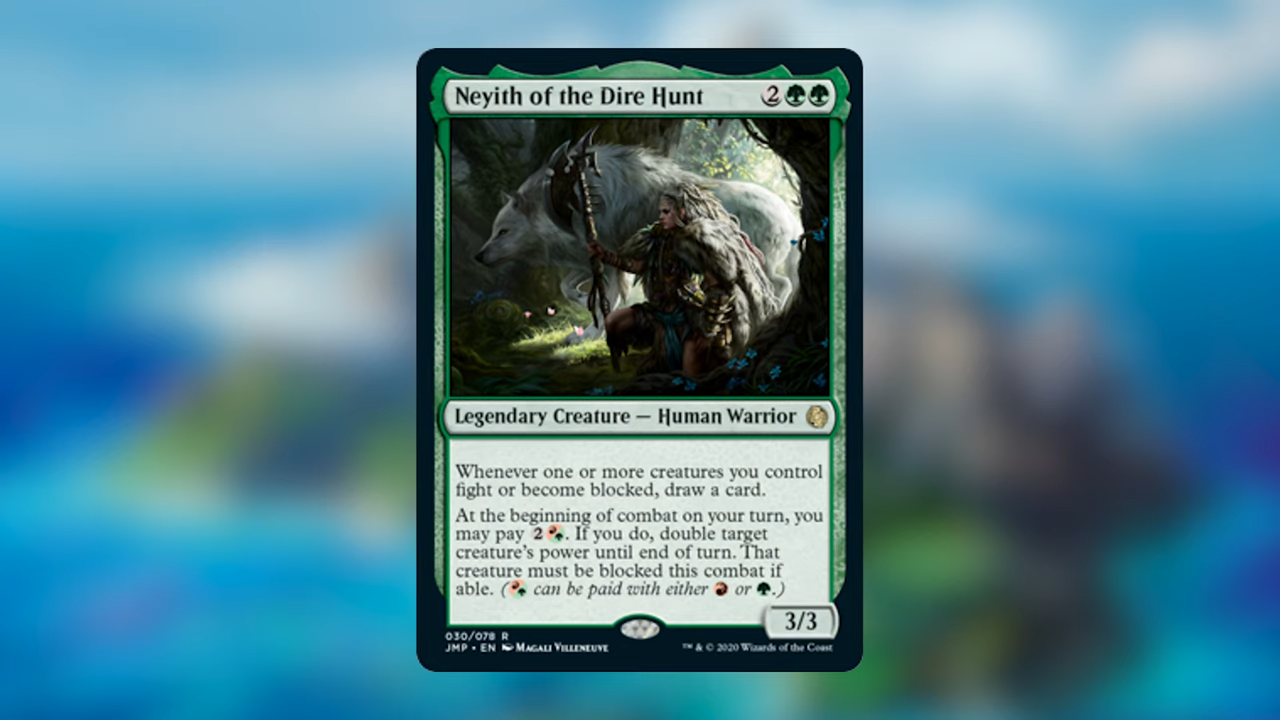 Neyith of the Dire Hunt 2
Legendary Creature — Human Warrior
Whenever one or more creatures you control
fight or become blocked, draw a card.
At the beginning of combat on your turn, you
may pay 2 . If you do, double target
creature's power until end of turn. That
creature must be blocked this combat if
able. ( can be paid with either or .)
3/3
030/078 R
JMP • EN Magali Villeneuve
™ & © 2020 Wizards of the Coast